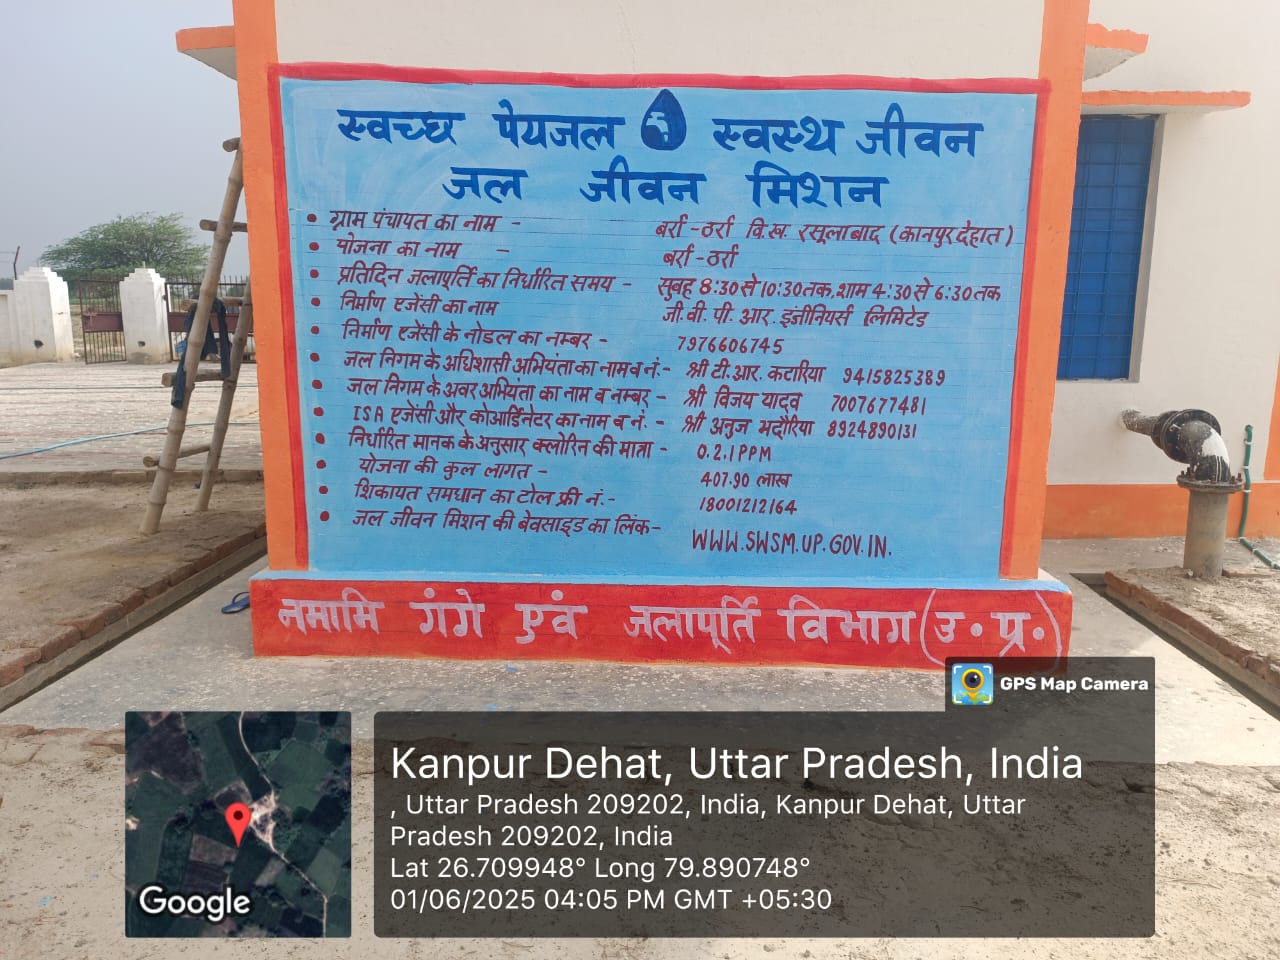 स्वच्छ पेयजल स्वस्थ जीवन
जल जीवन मिशन
• ग्राम पंचायत का नाम - बर्रा-ठर्रा वि.ख. रसूलाबाद (कानपुर देहात)
• योजना का नाम - बर्रा-ठर्रा
• प्रतिदिन जलापूर्ति का निर्धारित समय - सुवह 8:30 से 10:30 तक, शाम 4:30 से 6:30 तक
• निर्माण एजेंसी का नाम जी.वी. पी. आर. इंजीनियर्स लिमिटेड
• निर्माण एजेंसी के नोडल का नम्बर - 7976606745
• जल निगम के अधिशासी अभियंता का नाम व नं.- श्री टी.आर. कटारिया 9415825389
• जल निगम के अवर अभियंता का नाम व नम्बर - श्री विजय यादव 7007677481
• ISA एजेंसी और कोआर्डिनेटर का नाम व नं. - श्री अनुज भदौरिया 8924890131
• निर्धारित मानक के अनुसार क्लोरिन की मात्रा - 0.2.1 PPM
• योजना की कुल लागत - 407.90 लाख
• शिकायत समधान का टोल फ्री नं.- 18001212164
• जल जीवन मिशन की बेवसाइड का लिंक- WWW.SWSM.UP.GOV.IN.
नमामि गंगे एवं जलापूर्ति विभाग (उ.प्र.)
GPS Map Camera
Kanpur Dehat, Uttar Pradesh, India
, Uttar Pradesh 209202, India, Kanpur Dehat, Uttar
Pradesh 209202, India
Lat 26.709948° Long 79.890748°
01/06/2025 04:05 PM GMT +05:30
Google